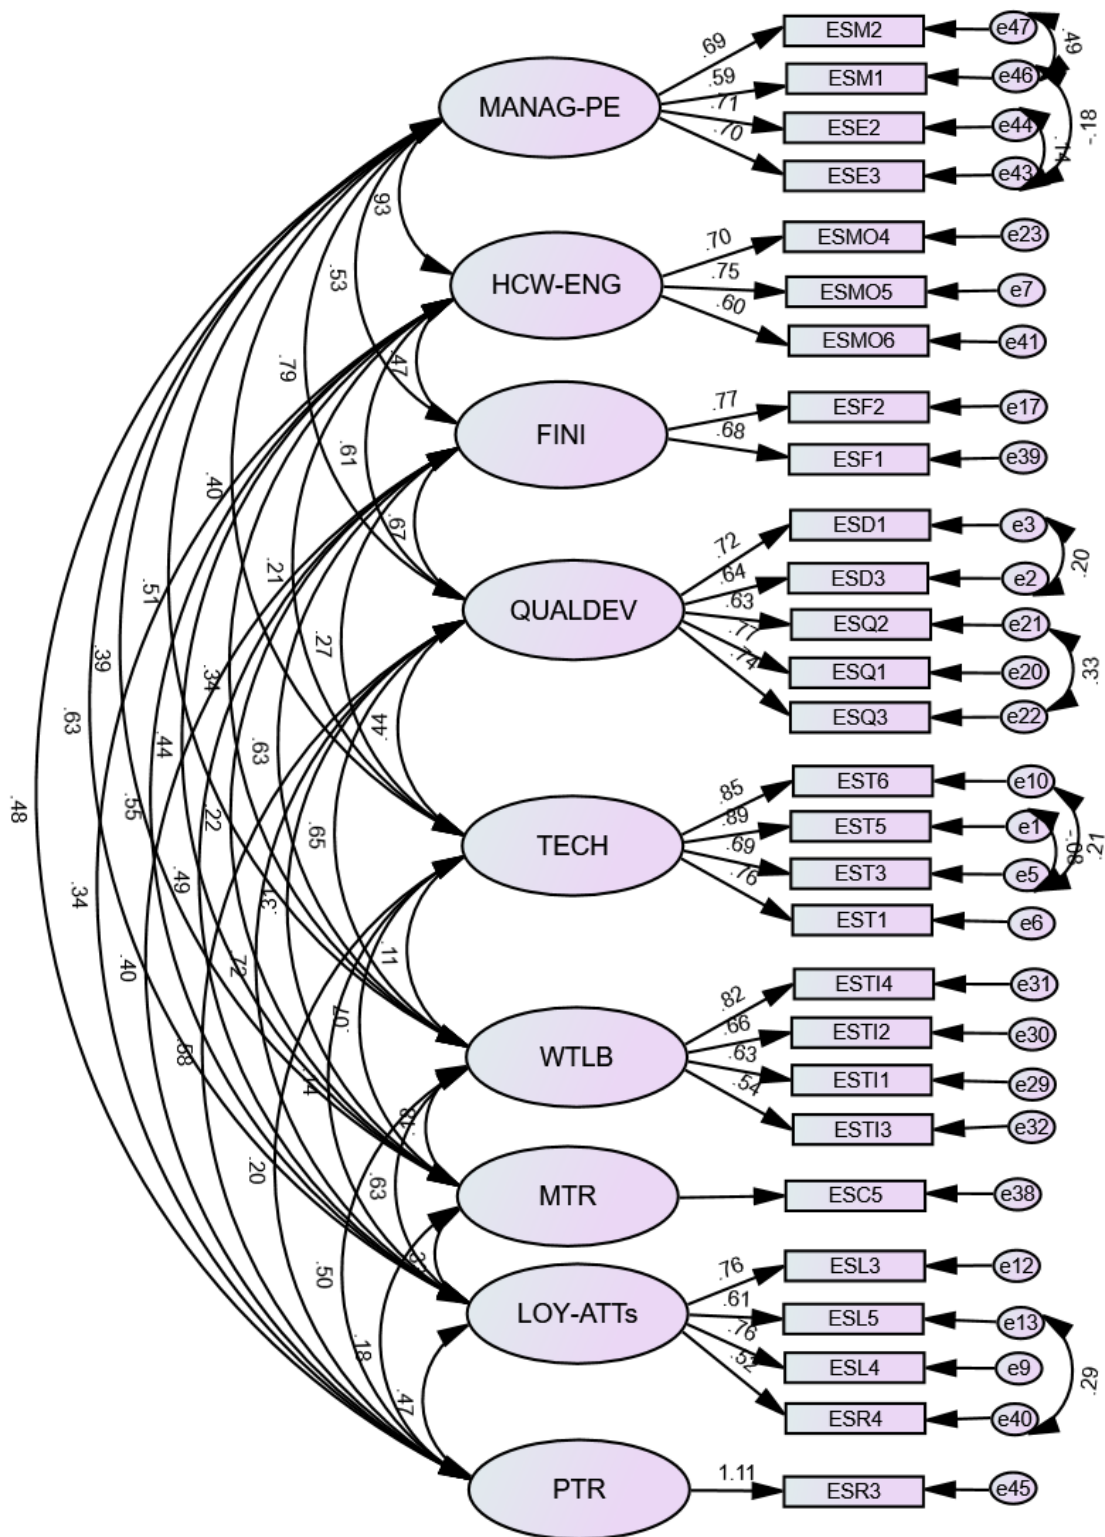 MANAG-PE
.69
ESM2
e47
.49
.59
ESM1
e46
.71
ESE2
e44
-.18
.70
ESE3
e43
.14
.93
HCW-ENG
.70
ESMO4
e23
.75
ESMO5
e7
.60
ESMO6
e41
.53
.47
.79
FINI
.77
ESF2
e17
.68
ESF1
e39
.61
.67
.40
QUALDEV
.72
ESD1
e3
.20
.64
ESD3
e2
.63
ESQ2
e21
.77
ESQ1
e20
.33
.74
ESQ3
e22
.51
.21
.27
.44
.39
.34
.63
.44
.63
.48
.55
.22
.65
TECH
.85
EST6
e10
.89
EST5
e1
-.21
.69
EST3
e5
.76
EST1
e6
.34
.49
.31
.11
.40
.72
.07
.58
WTLB
.82
ESTI4
e31
.66
ESTI2
e30
.63
ESTI1
e29
.54
ESTI3
e32
.20
.63
MTR
ESC5
e38
.50
.18
.47
LOY-ATTs
.76
ESL3
e12
.61
ESL5
e13
.76
ESL4
e9
.29
.52
ESR4
e40
PTR
1.11
ESR3
e45